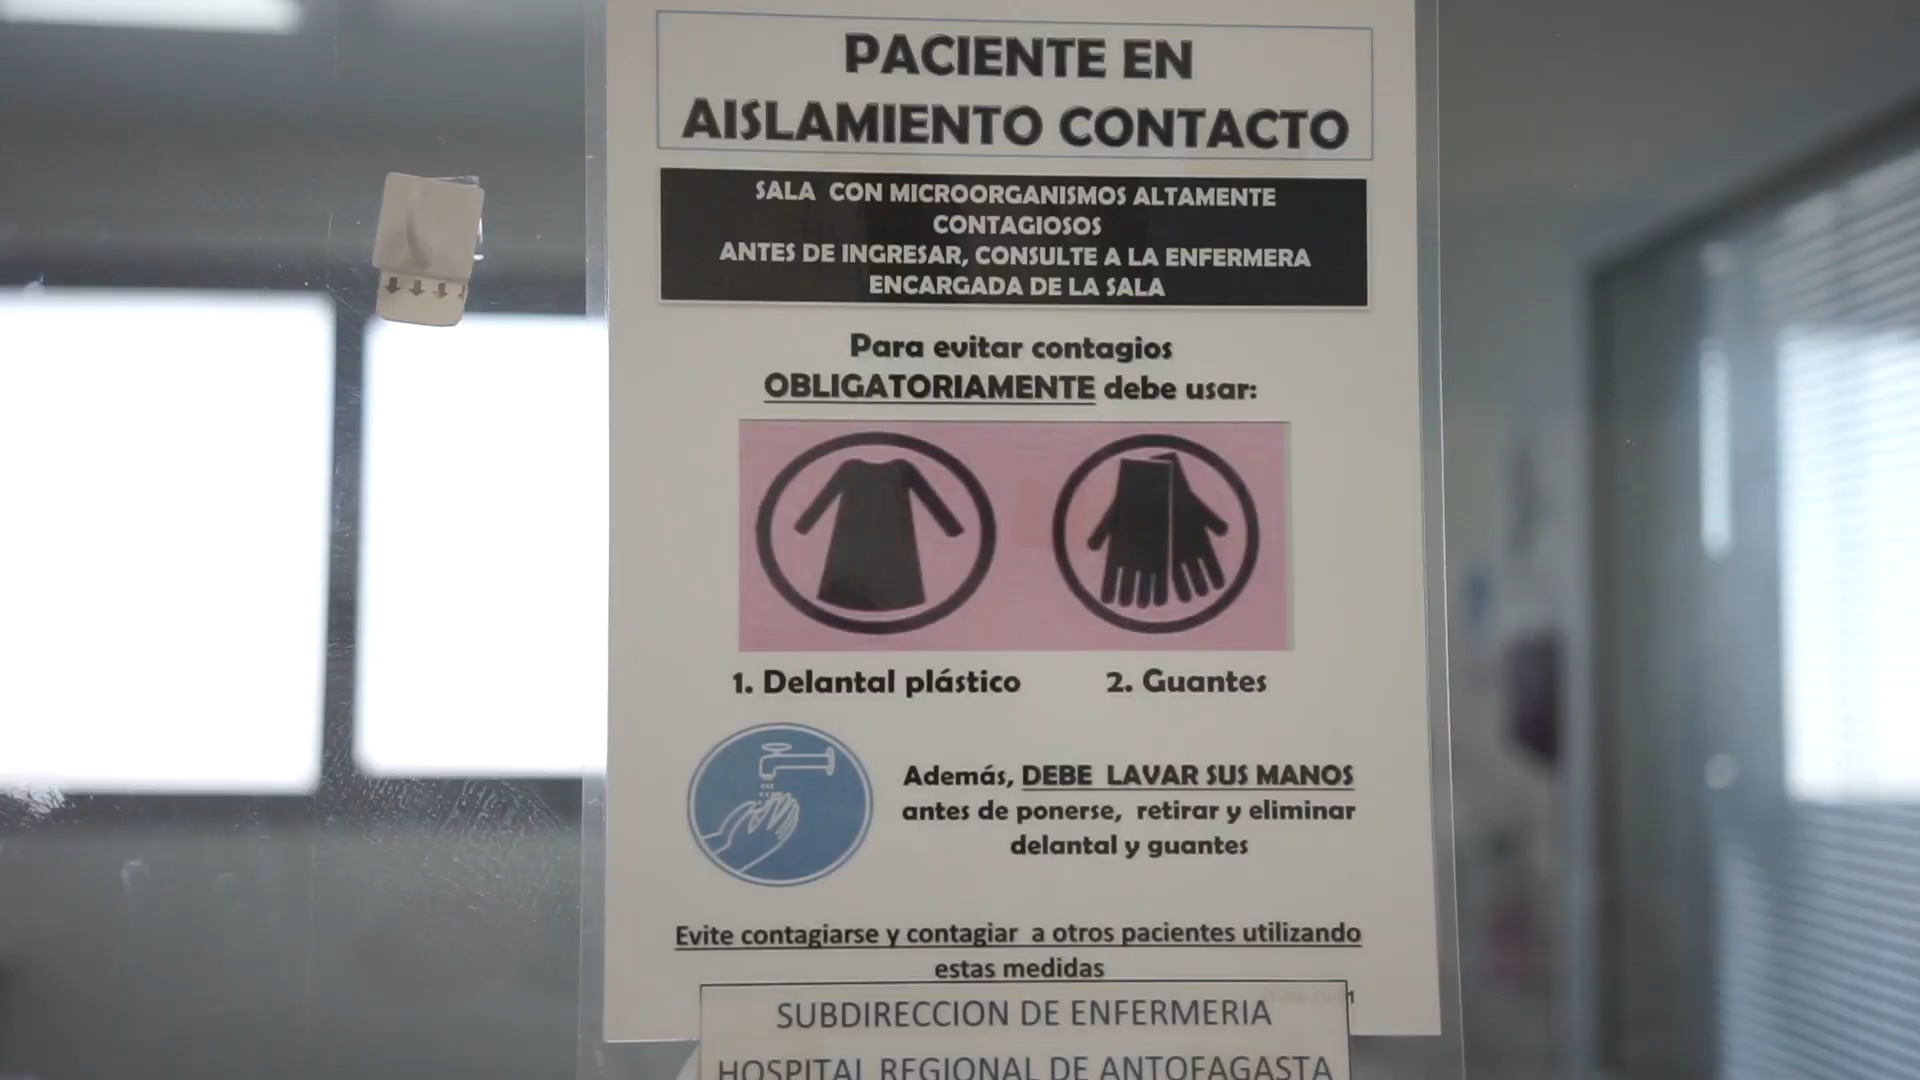 PACIENTE EN
AISLAMIENTO CONTACTO
SALA CON MICROORGANISMOS ALTAMENTE
CONTAGIOSOS
ANTES DE INGRESAR, CONSULTE A LA ENFERMERA
ENCARGADA DE LA SALA
Para evitar contagios
OBLIGATORIAMENTE debe usar:
1. Delantal plástico 2. Guantes
Además, DEBE LAVAR SUS MANOS
antes de ponerse, retirar y eliminar
delantal y guantes
Evite contagiarse y contagiar a otros pacientes utilizando
estas medidas
SUBDIRECCION DE ENFERMERIA
HOSPITAL REGIONAL DE ANTOFAGASTA